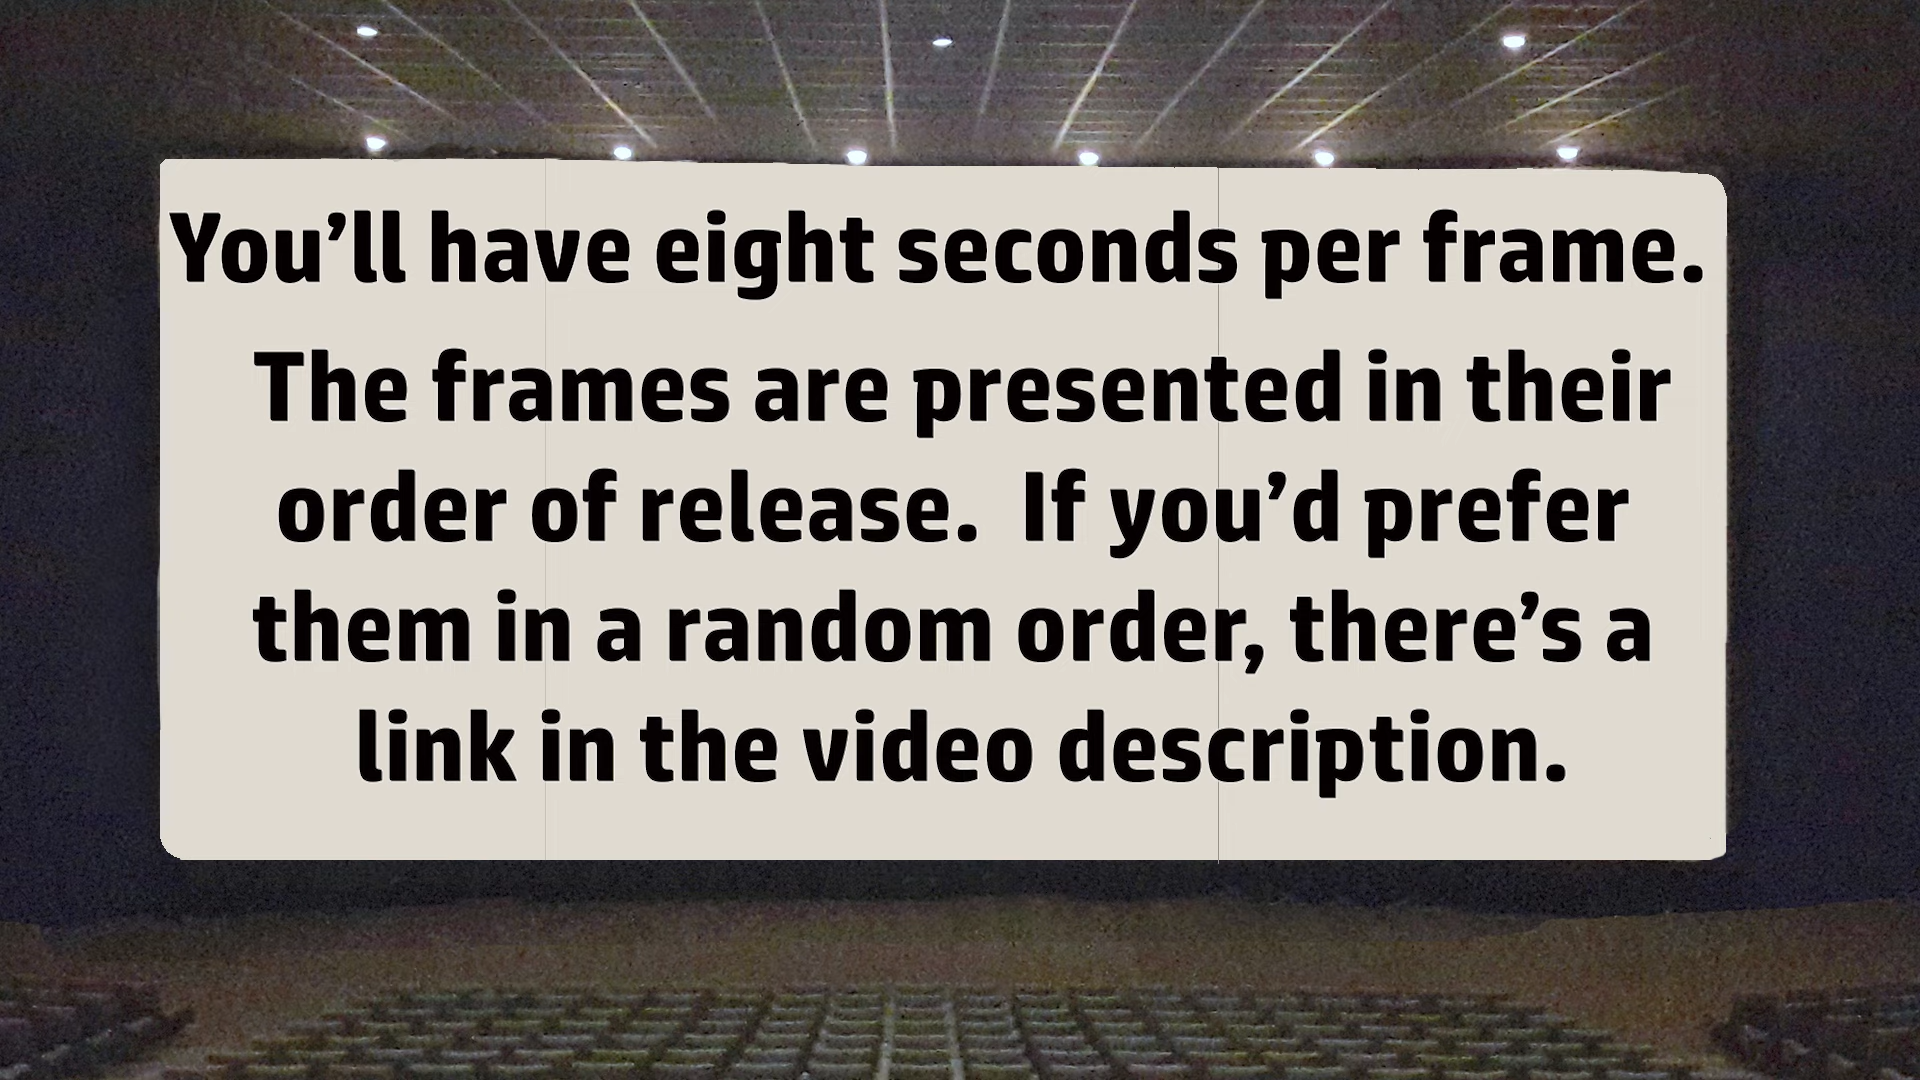 You’ll have eight seconds per frame.
The frames are presented in their
order of release.  If you’d prefer
them in a random order, there’s a
link in the video description.